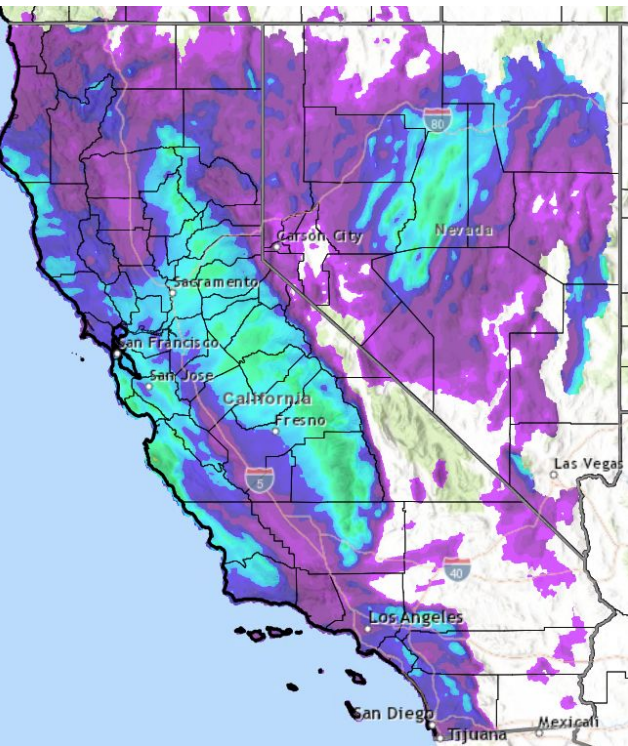 80
Carson City
Nevada
Sacramento
San Francisco
San Jose
California
Fresno
5
Las Vegas
40
Los Angeles
San Diego
Mexicali
Tijuana